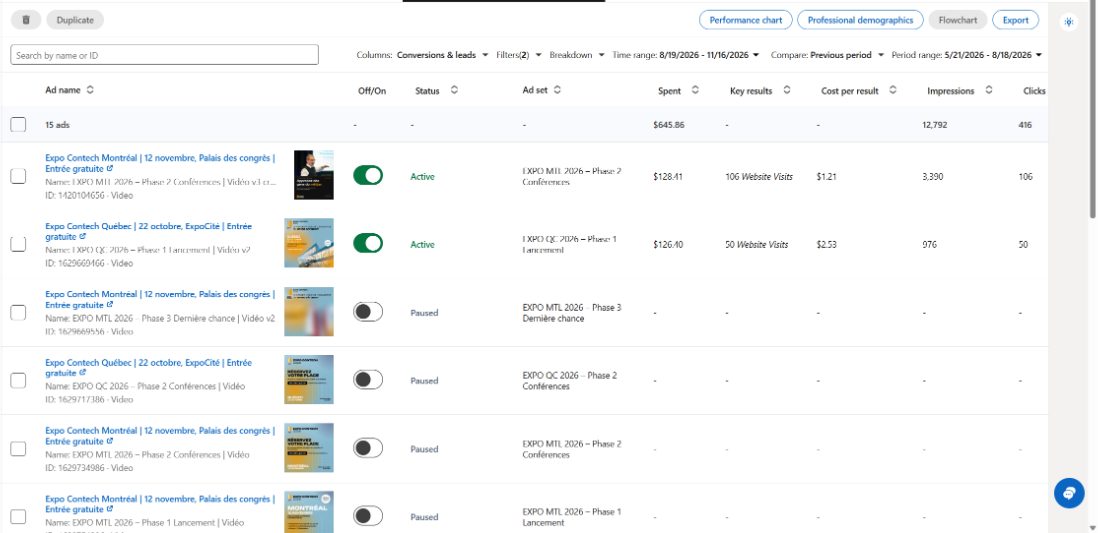 Duplicate
Performance chart
Professional demographics
Flowchart
Export
Search by name or ID
Columns: Conversions & leads
Filters(2)
Breakdown
Time range: 8/19/2026 - 11/16/2026
Compare: Previous period
Period range: 5/21/2026 - 8/18/2026
Ad name Off/On Status Ad set Spent Key results Cost per result Impressions Clicks
15 ads - - - $645.86 - - 12,792 416
Expo Contech Montréal | 12 novembre, Palais des congrès |
Entrée gratuite
Name: EXPO MTL 2026 – Phase 2 Conférences | Vidéo v3 cr...
ID: 1420104656 · Video
Active
EXPO MTL 2026 – Phase 2
Conférences
$128.41 106 Website Visits $1.21 3,390 106
Expo Contech Québec | 22 octobre, ExpoCité | Entrée
gratuite
Name: EXPO QC 2026 – Phase 1 Lancement | Vidéo v2
ID: 1629669466 · Video
Active
EXPO QC 2026 – Phase 1
Lancement
$126.40 50 Website Visits $2.53 976 50
Expo Contech Montréal | 12 novembre, Palais des congrès |
Entrée gratuite
Name: EXPO MTL 2026 – Phase 3 Dernière chance | Vidéo v2
ID: 1629669556 · Video
Paused
EXPO MTL 2026 – Phase 3
Dernière chance
- - - - -
Expo Contech Québec | 22 octobre, ExpoCité | Entrée
gratuite
Name: EXPO QC 2026 – Phase 2 Conférences | Vidéo
ID: 1629717386 · Video
RÉSERVEZ
VOTRE PLACE
Paused
EXPO QC 2026 – Phase 2
Conférences
- - - - -
Expo Contech Montréal | 12 novembre, Palais des congrès |
Entrée gratuite
Name: EXPO MTL 2026 – Phase 2 Conférences | Vidéo
ID: 1629734986 · Video
RÉSERVEZ
VOTRE PLACE
Paused
EXPO MTL 2026 – Phase 2
Conférences
- - - - -
Expo Contech Montréal | 12 novembre, Palais des congrès |
Entrée gratuite
Name: EXPO MTL 2026 – Phase 1 Lancement | Vidéo
MONTRÉAL
Paused
EXPO MTL 2026 – Phase 1
Lancement
- - - - -